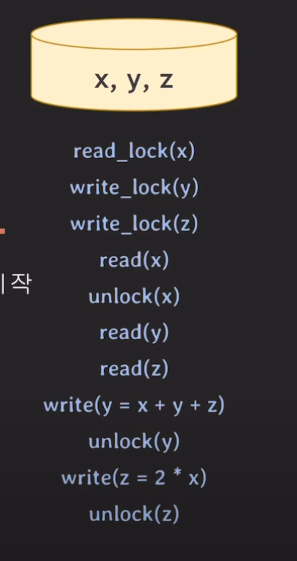 x, y, z
read_lock(x)
write_lock(y)
write_lock(z)
read(x)
작
unlock(x)
read(y)
read(z)
write(y = x + y + z)
unlock(y)
write(z = 2 * x)
unlock(z)